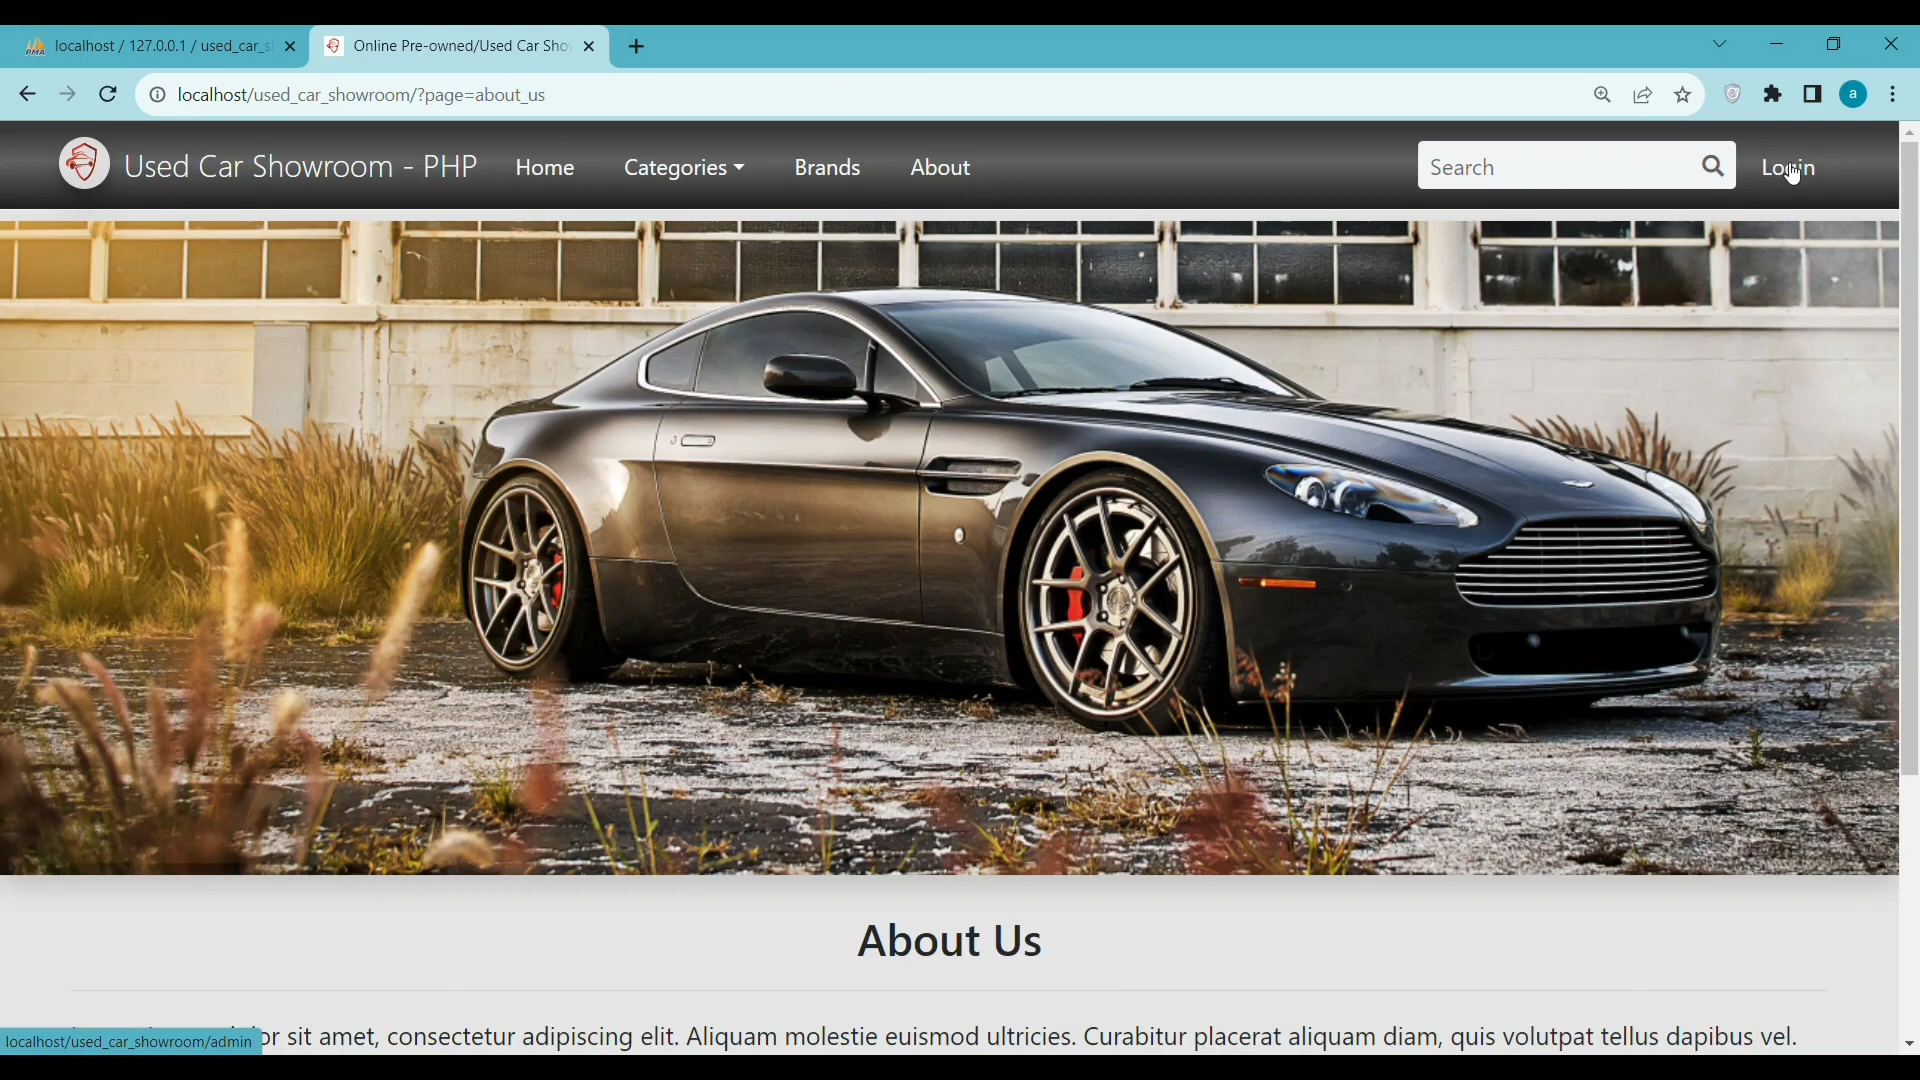 localhost / 127.0.0.1 / used_car_s
Online Pre-owned/Used Car Sho
localhost/used_car_showroom/?page=about_us
a
Used Car Showroom - PHP
Home
Categories
Brands
About
Search
Login
About Us
or sit amet, consectetur adipiscing elit. Aliquam molestie euismod ultricies. Curabitur placerat aliquam diam, quis volutpat tellus dapibus vel.
localhost/used_car_showroom/admin